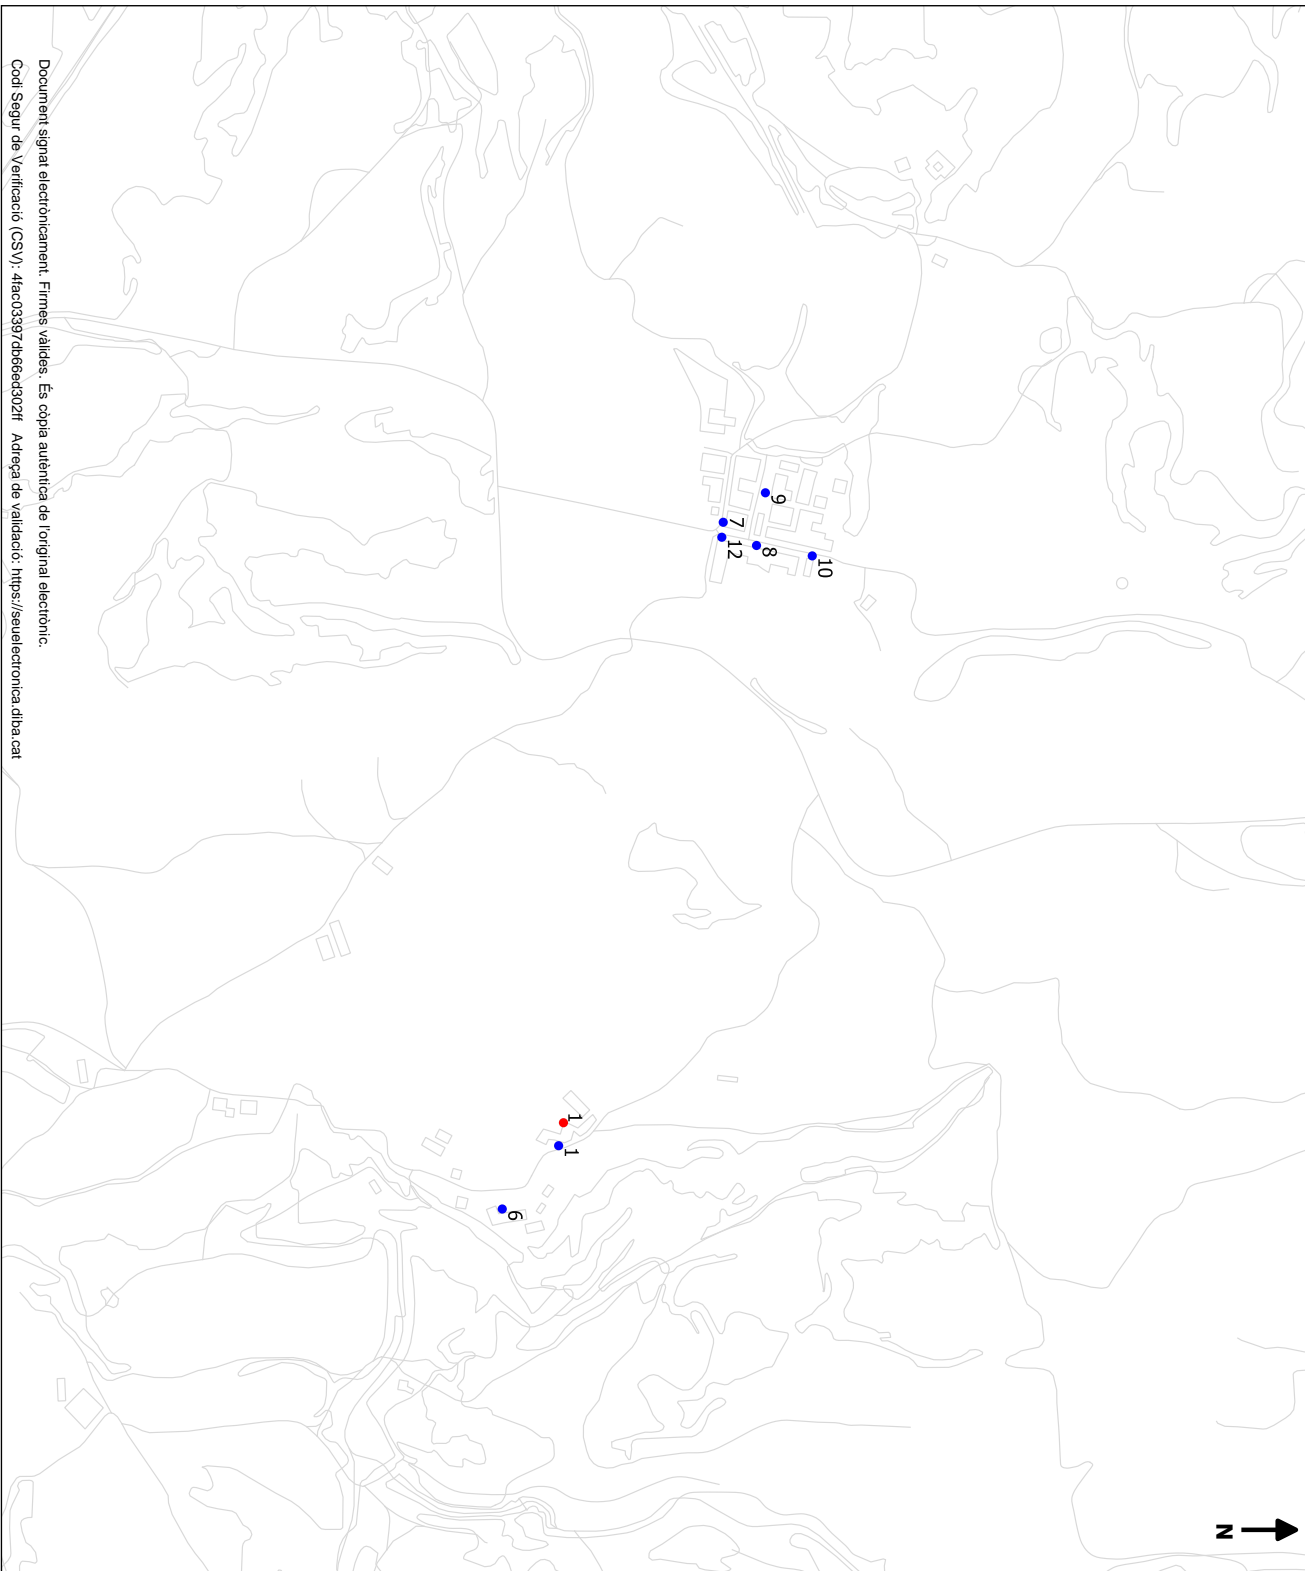 9
7
12
8
10
1
1
6
N
Document signat electrònicament. Firmes vàlides. És còpia autèntica de l'original electrònic.
Codi Segur de Verificació (CSV): 4fac03397db66ed302ff Adreça de validació: https://seuelectronica.diba.cat